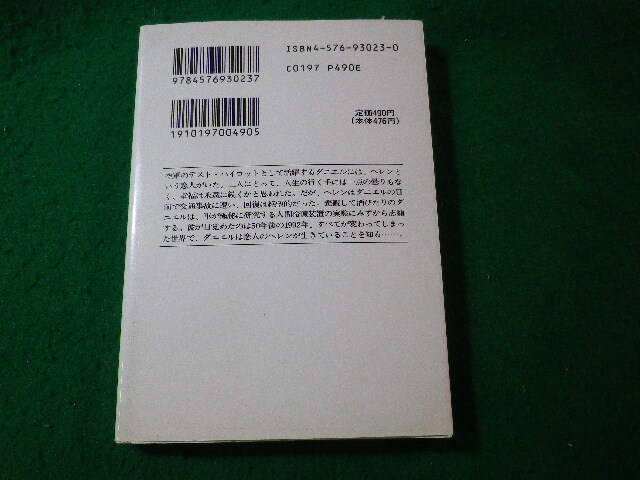 ISBN4-576-93023-0
C0197 P490E
9784576930237
定価490円
(本体476円)
1910197004905
空軍のテスト・パイロットとして活躍するダニエルには、ヘレンと
いう恋人がいた。二人にとって、人生の行く手には一点の曇りもな
く、幸福は永遠に続くかと思われた。だが、ヘレンはダニエルの目
前で交通事故に遭い、回復は絶望的だった。悲観して酒びたりのダ
ニエルは、軍が極秘に研究する人間冷凍装置の実験にみずから志願
する。彼が目覚めたのは50年後の1992年。すべてが変わってしまっ
た世界で、ダニエルは恋人のヘレンが生きていることを知る……。